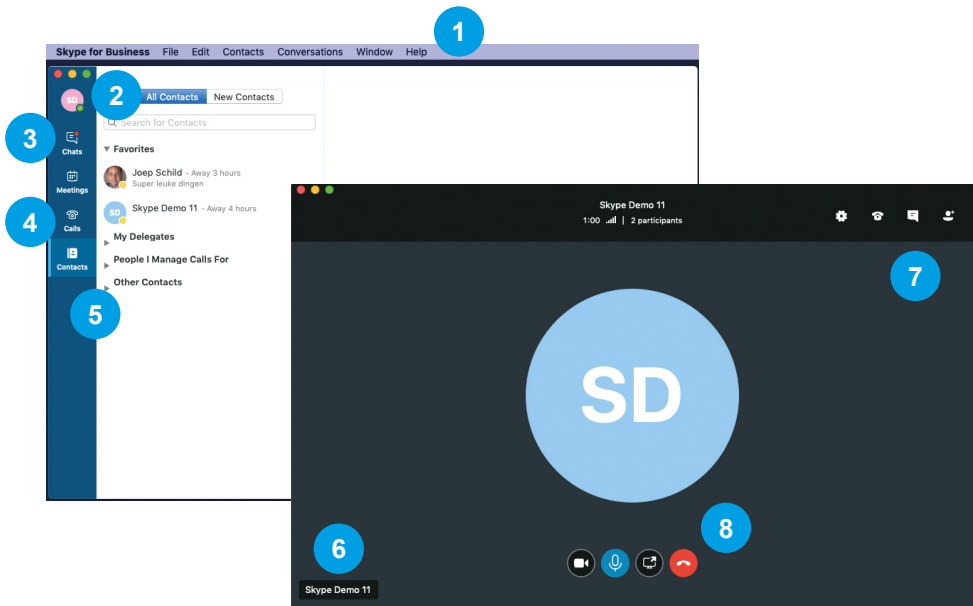 1
Skype for Business File Edit Contacts Conversations Window Help
SD
2
All Contacts New Contacts
Search for Contacts
3
Chats
Favorites
Joep Schild - Away 3 hours
Super leuke dingen
Meetings
SD
Skype Demo 11 - Away 4 hours
4
Calls
My Delegates
People I Manage Calls For
Contacts
Other Contacts
5
Skype Demo 11
1:00 | 2 participants
7
SD
8
6
Skype Demo 11